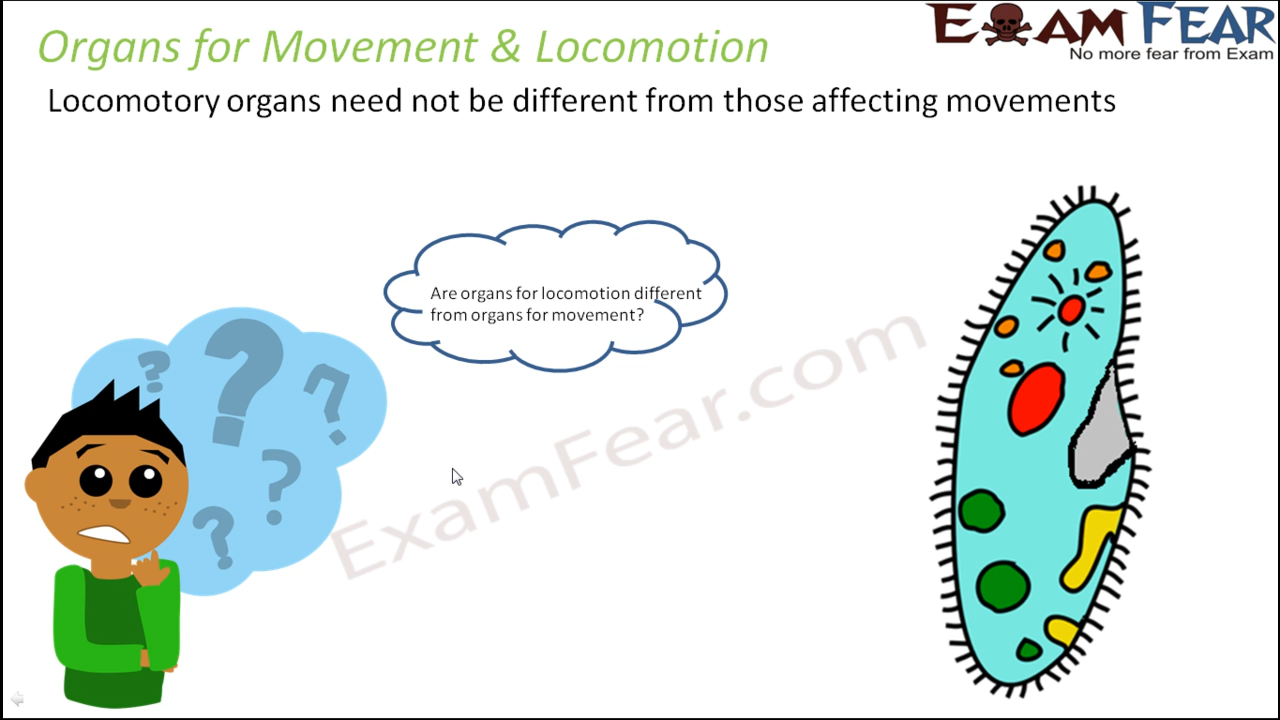 Organs for Movement & Locomotion
EXAM FEAR
No more fear from Exam
Locomotory organs need not be different from those affecting movements
Are organs for locomotion different
from organs for movement?
? ? ?
? ?
ExamFear.com